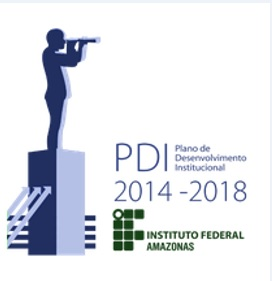 PDI
Plano de
Desenvolvimento
Institucional
2014 -2018
INSTITUTO FEDERAL
AMAZONAS